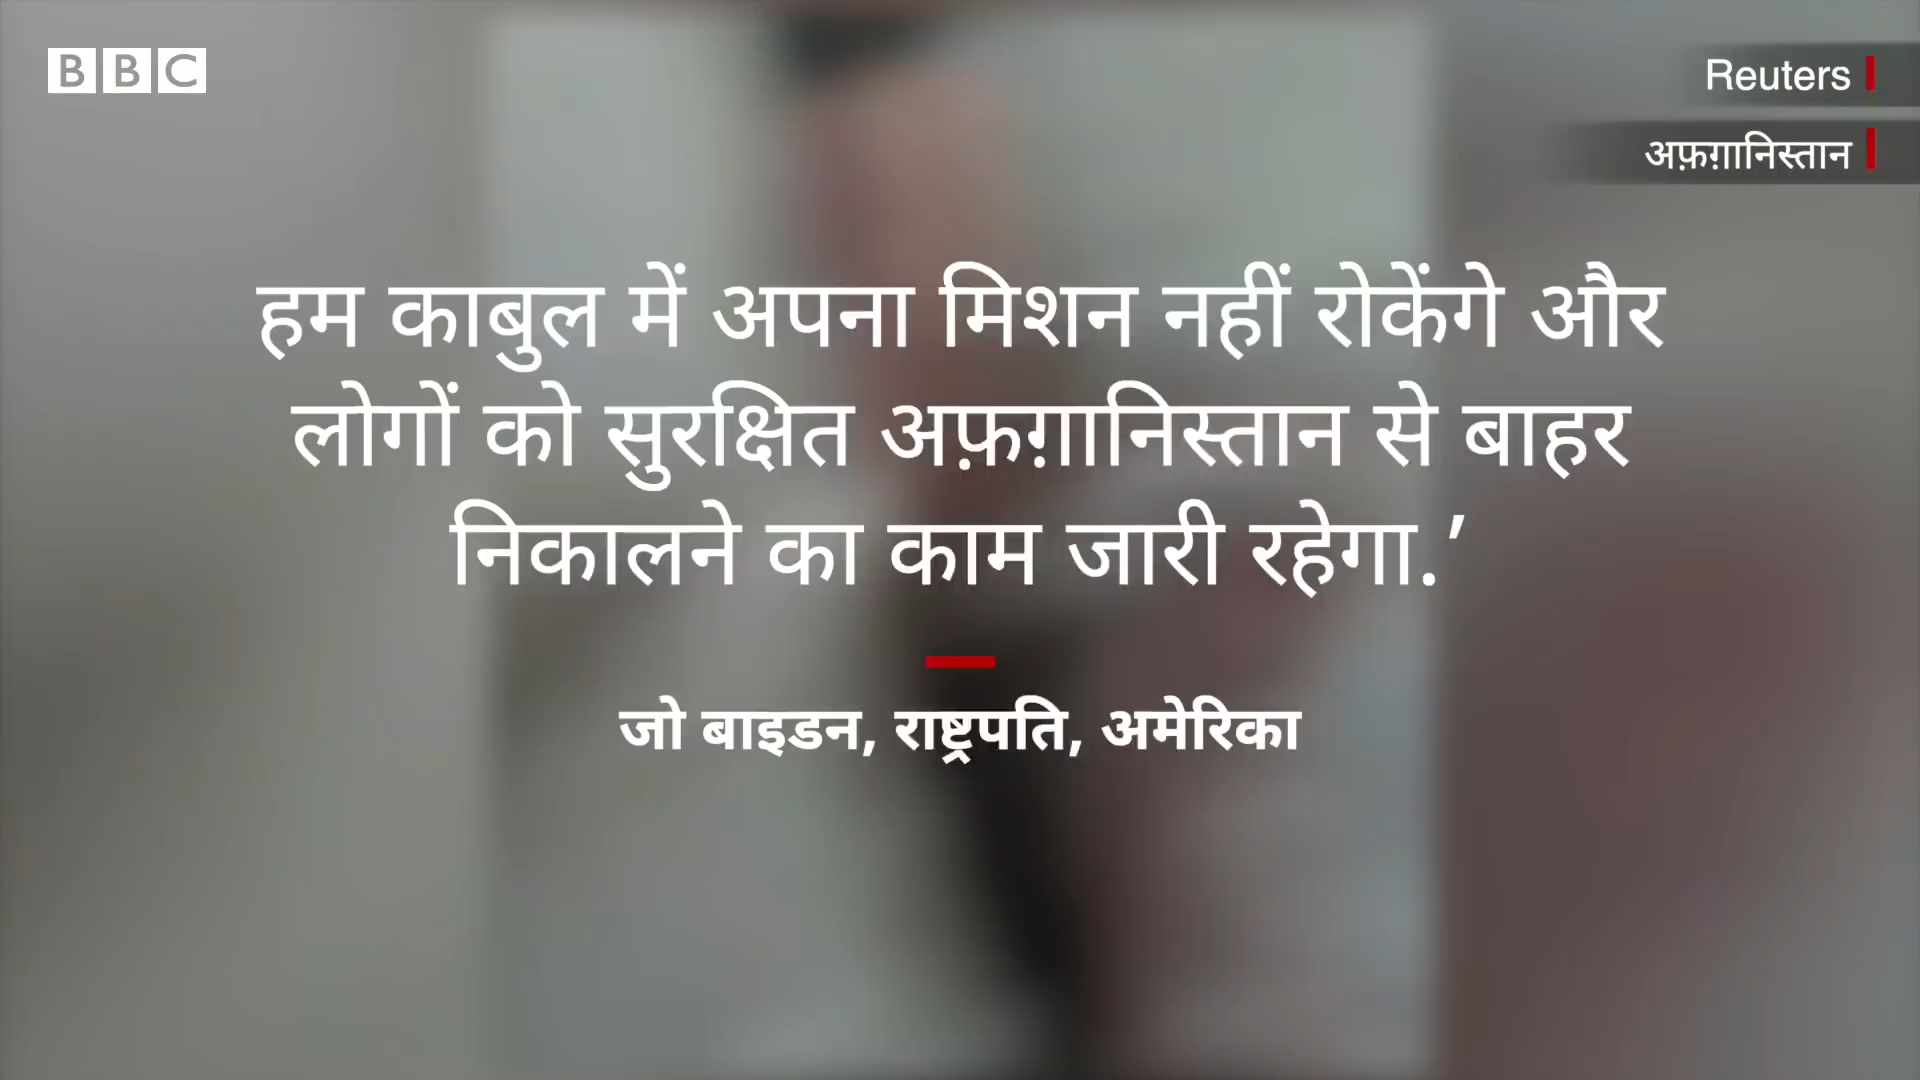 BBC
Reuters
अफ़ग़ानिस्तान
हम काबुल में अपना मिशन नहीं रोकेंगे और
लोगों को सुरक्षित अफ़ग़ानिस्तान से बाहर
निकालने का काम जारी रहेगा.’
जो बाइडन, राष्ट्रपति, अमेरिका